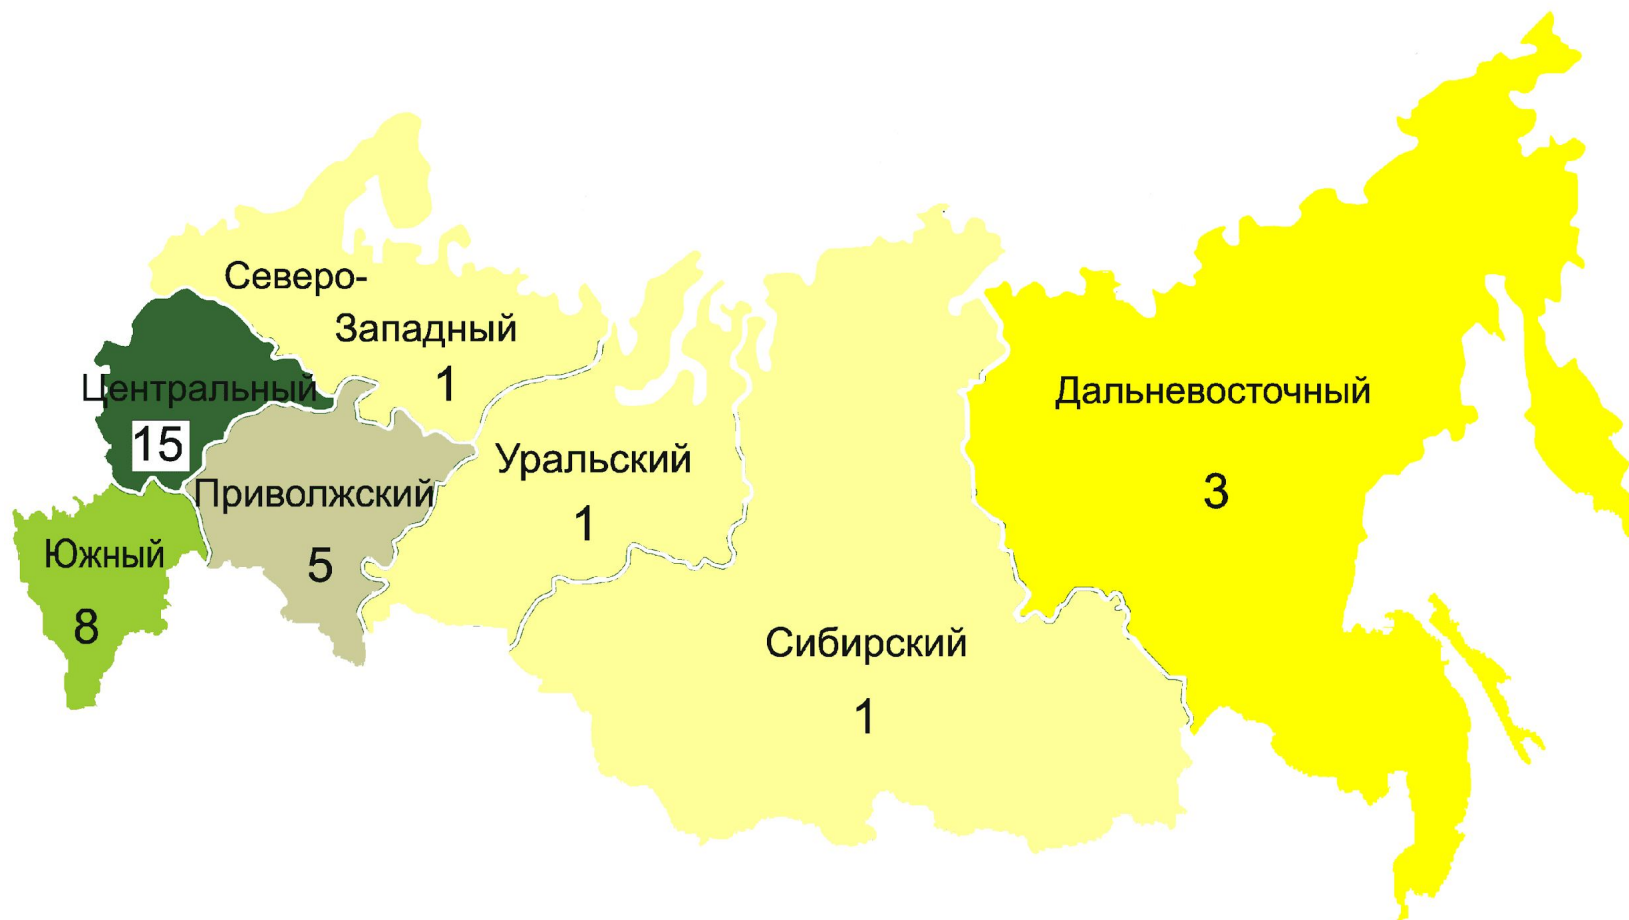 Северо-
Западный
1
Центральный
15
Приволжский
5
Южный
8
Уральский
1
Сибирский
1
Дальневосточный
3